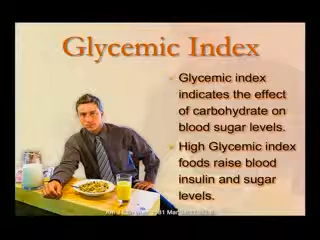 Glycemic Index
Glycemic index
indicates the effect
of carbohydrate on
blood sugar levels.
High Glycemic index
foods raise blood
insulin and sugar
levels.